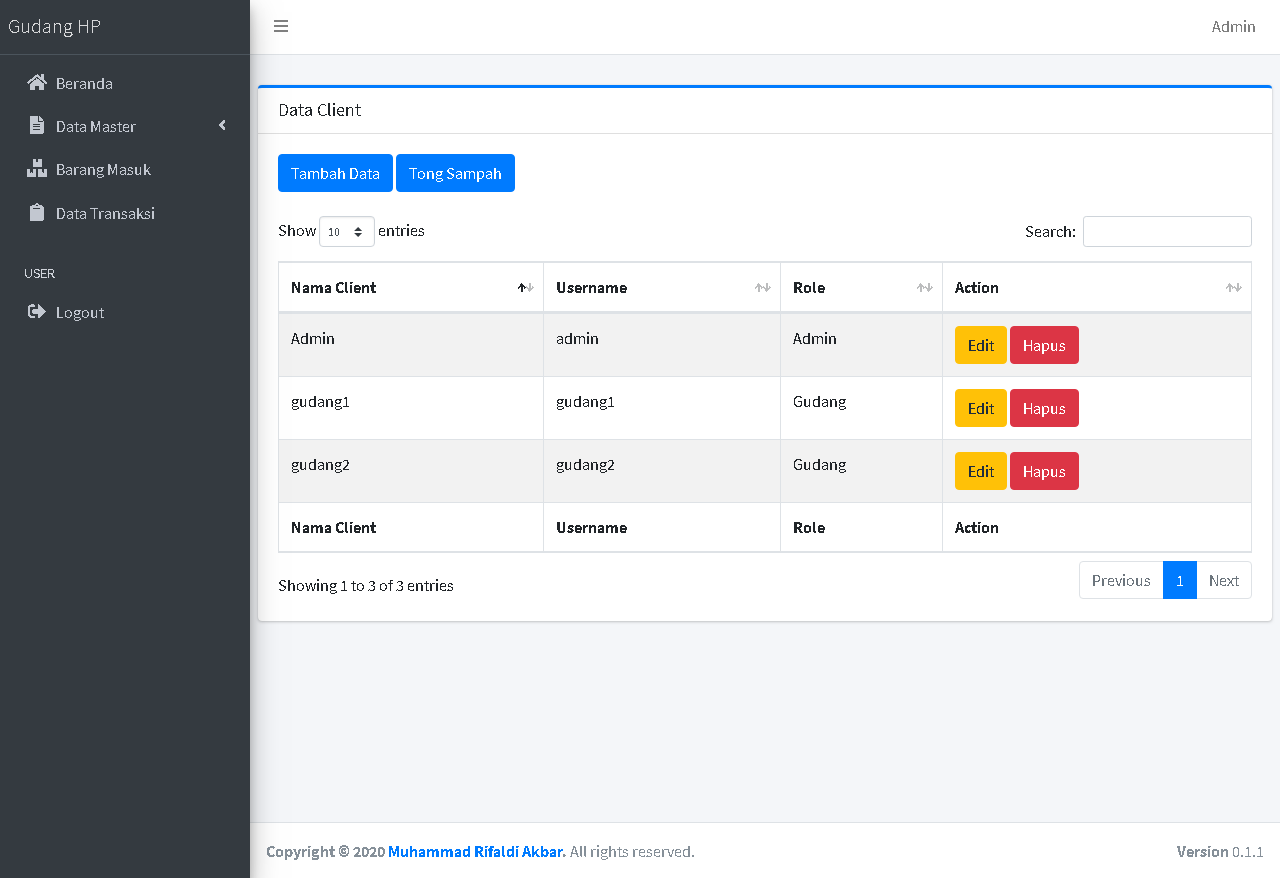 Gudang HP
Admin
Beranda
Data Master
Barang Masuk
Data Transaksi
USER
Logout
Data Client
Tambah Data Tong Sampah
Show 10 entries Search:
Nama Client Username Role Action
Admin admin Admin Edit Hapus
gudang1 gudang1 Gudang Edit Hapus
gudang2 gudang2 Gudang Edit Hapus
Nama Client Username Role Action
Showing 1 to 3 of 3 entries Previous 1 Next
Copyright © 2020 Muhammad Rifaldi Akbar. All rights reserved. Version 0.1.1